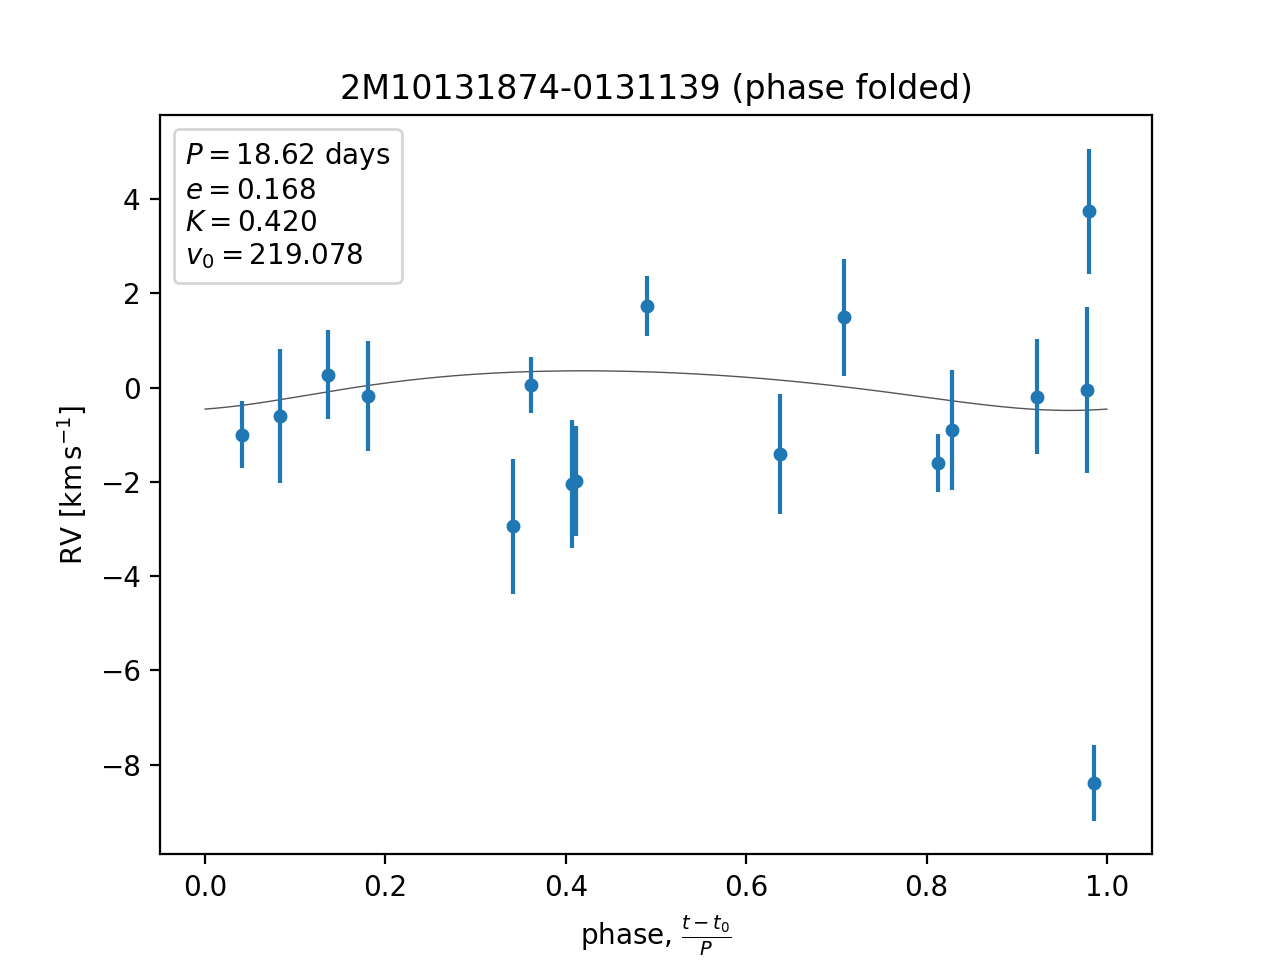 2M10131874-0131139 (phase folded)
P = 18.62 days
e = 0.168
K = 0.420
v₀ = 219.078
RV [km s⁻¹]
4
2
0
−2
−4
−6
−8
0.0 0.2 0.4 0.6 0.8 1.0
phase, (t − t₀)/P